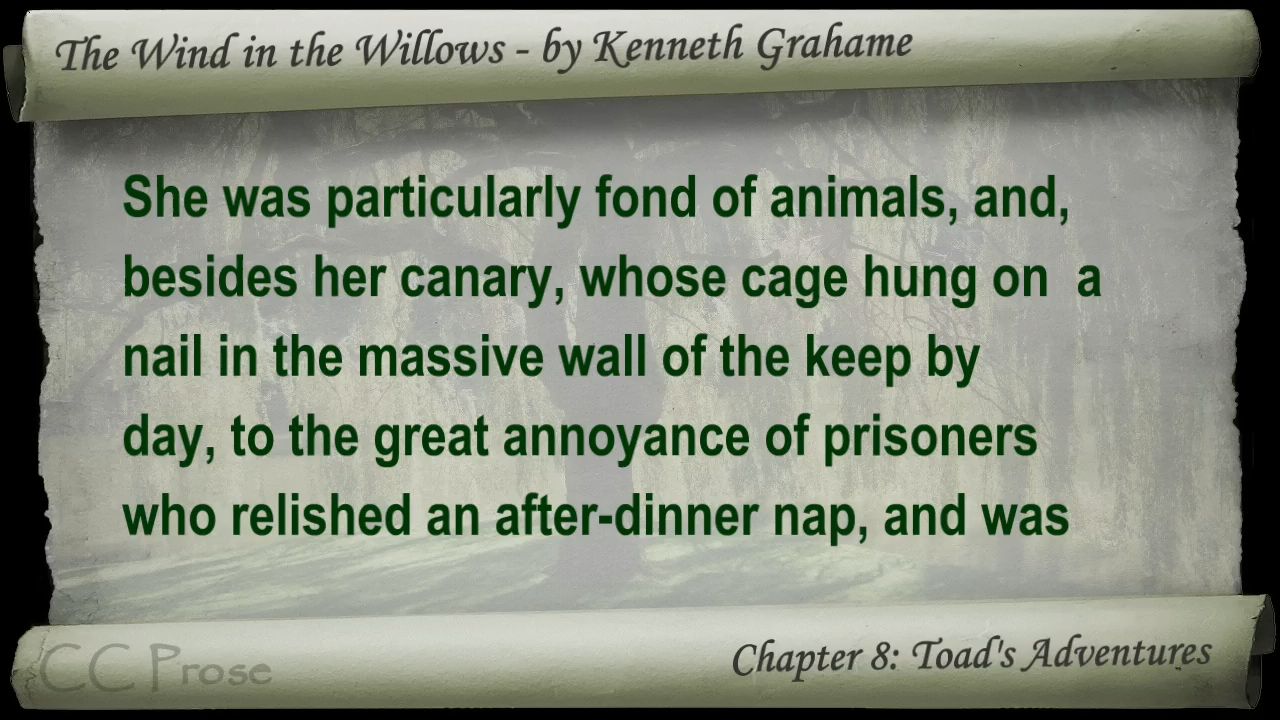 The Wind in the Willows - by Kenneth Grahame
She was particularly fond of animals, and,
besides her canary, whose cage hung on a
nail in the massive wall of the keep by
day, to the great annoyance of prisoners
who relished an after-dinner nap, and was
CC Prose
Chapter 8: Toad's Adventures